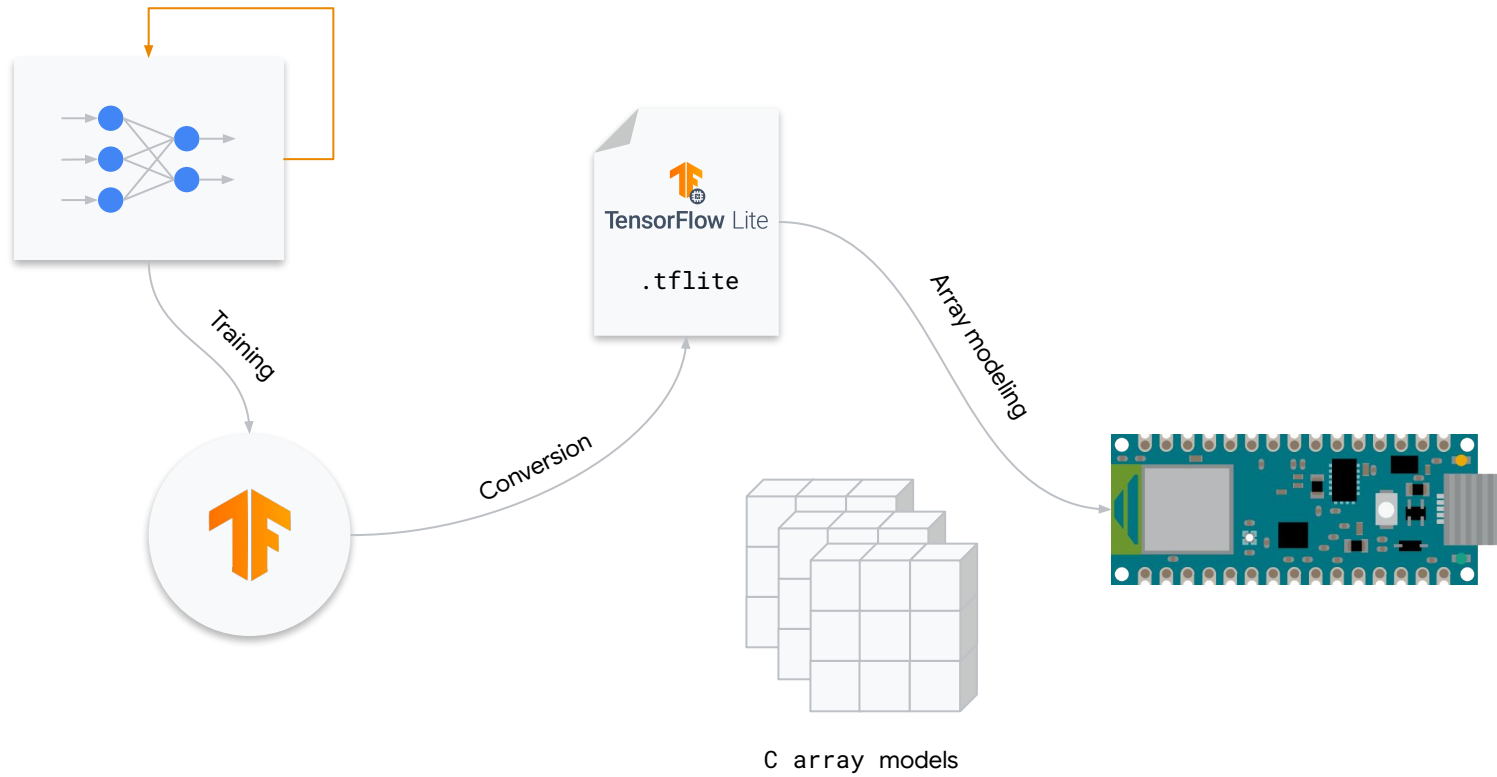 Training
Conversion
TensorFlow Lite
.tflite
Array modeling
C array models